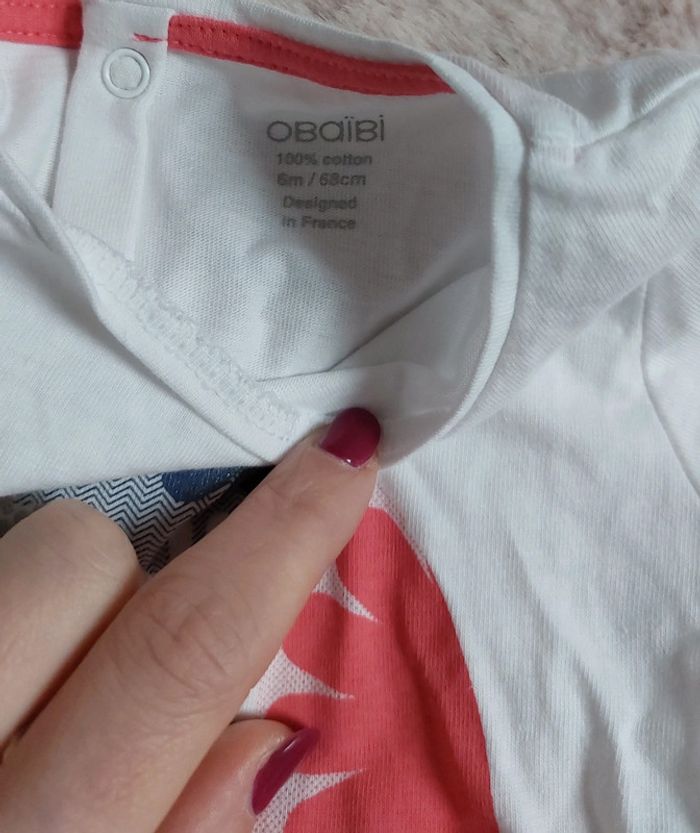 OBaïBi
100% cotton
6m / 68cm
Designed
in France